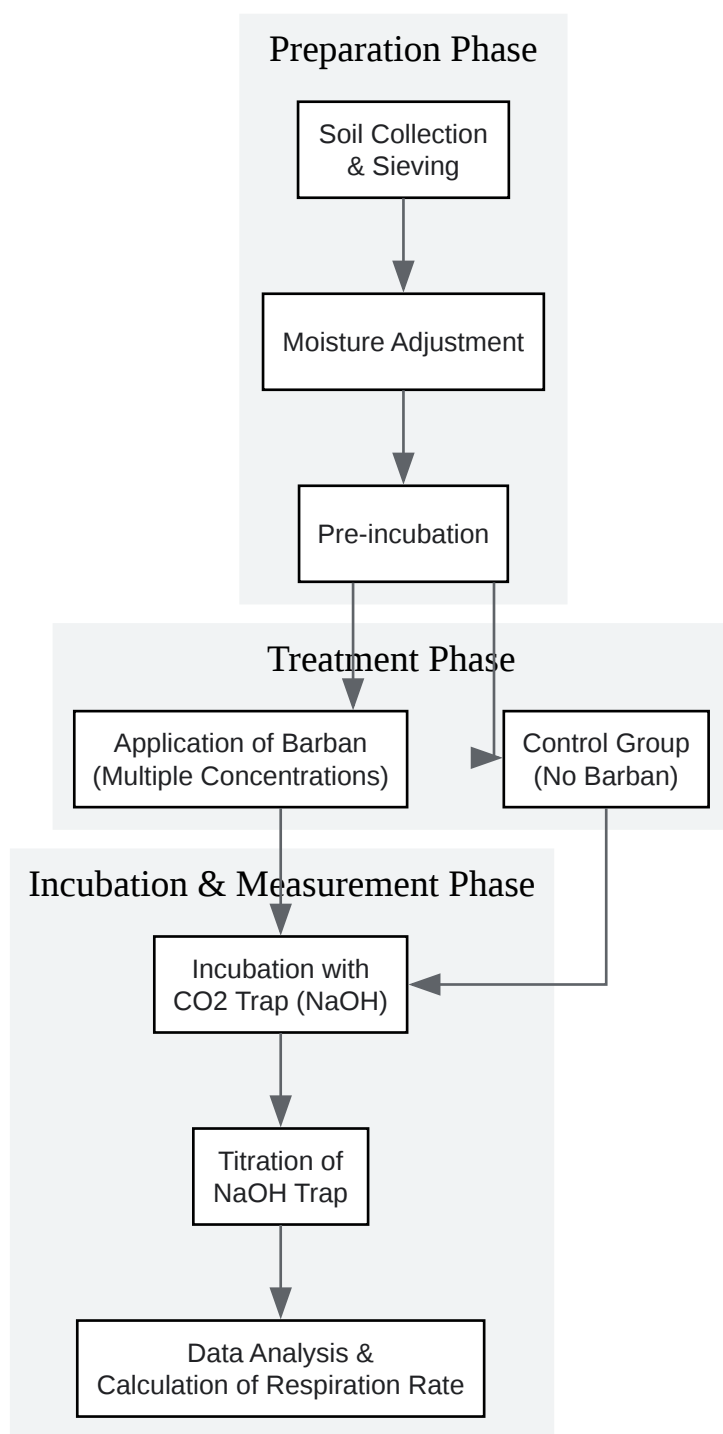 Preparation Phase
Soil Collection
& Sieving
Moisture Adjustment
Pre-incubation
Treatment Phase
Application of Barban
(Multiple Concentrations)
Control Group
(No Barban)
Incubation & Measurement Phase
Incubation with
CO2 Trap (NaOH)
Titration of
NaOH Trap
Data Analysis &
Calculation of Respiration Rate